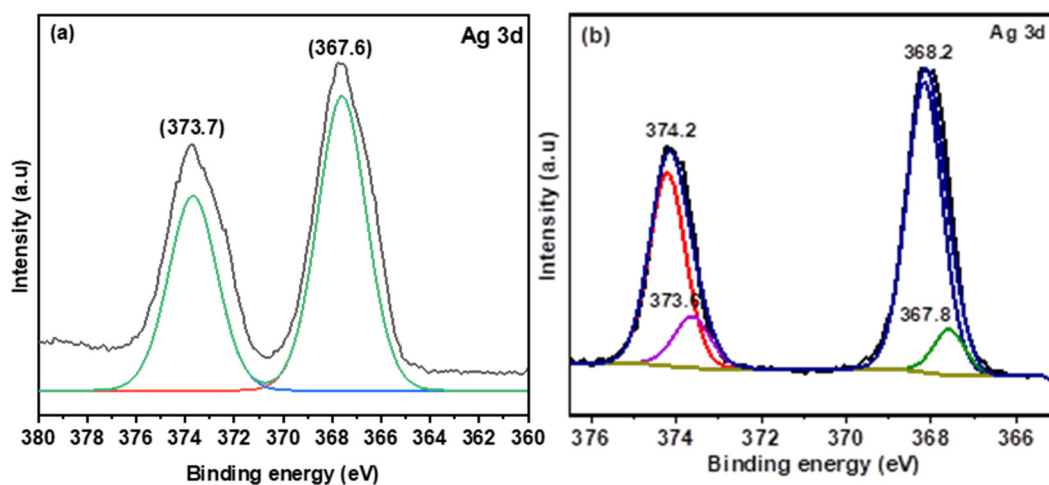 (a)
Ag 3d
(367.6)
(373.7)
Intensity (a.u)
380 378 376 374 372 370 368 366 364 362 360
Binding energy (eV)
(b)
Ag 3d
368.2
374.2
373.6
367.8
Intensity (a.u)
376 374 372 370 368 366
Binding energy (eV)